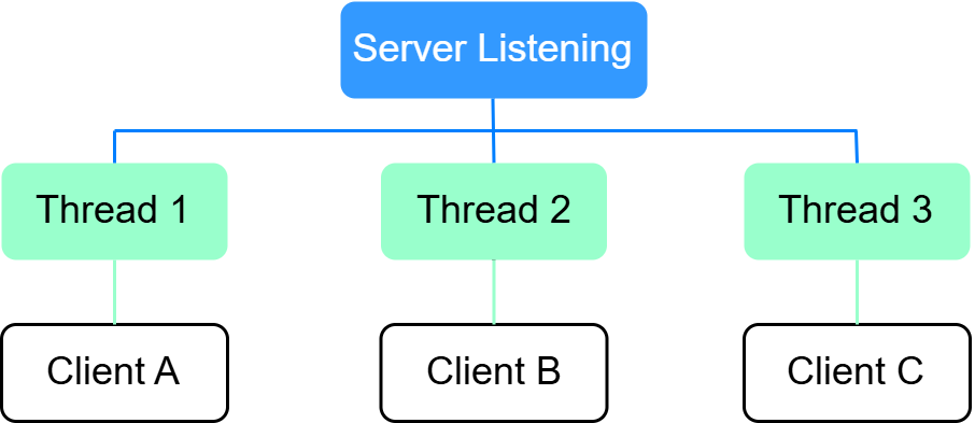 Server Listening
Thread 1
Thread 2
Thread 3
Client A
Client B
Client C